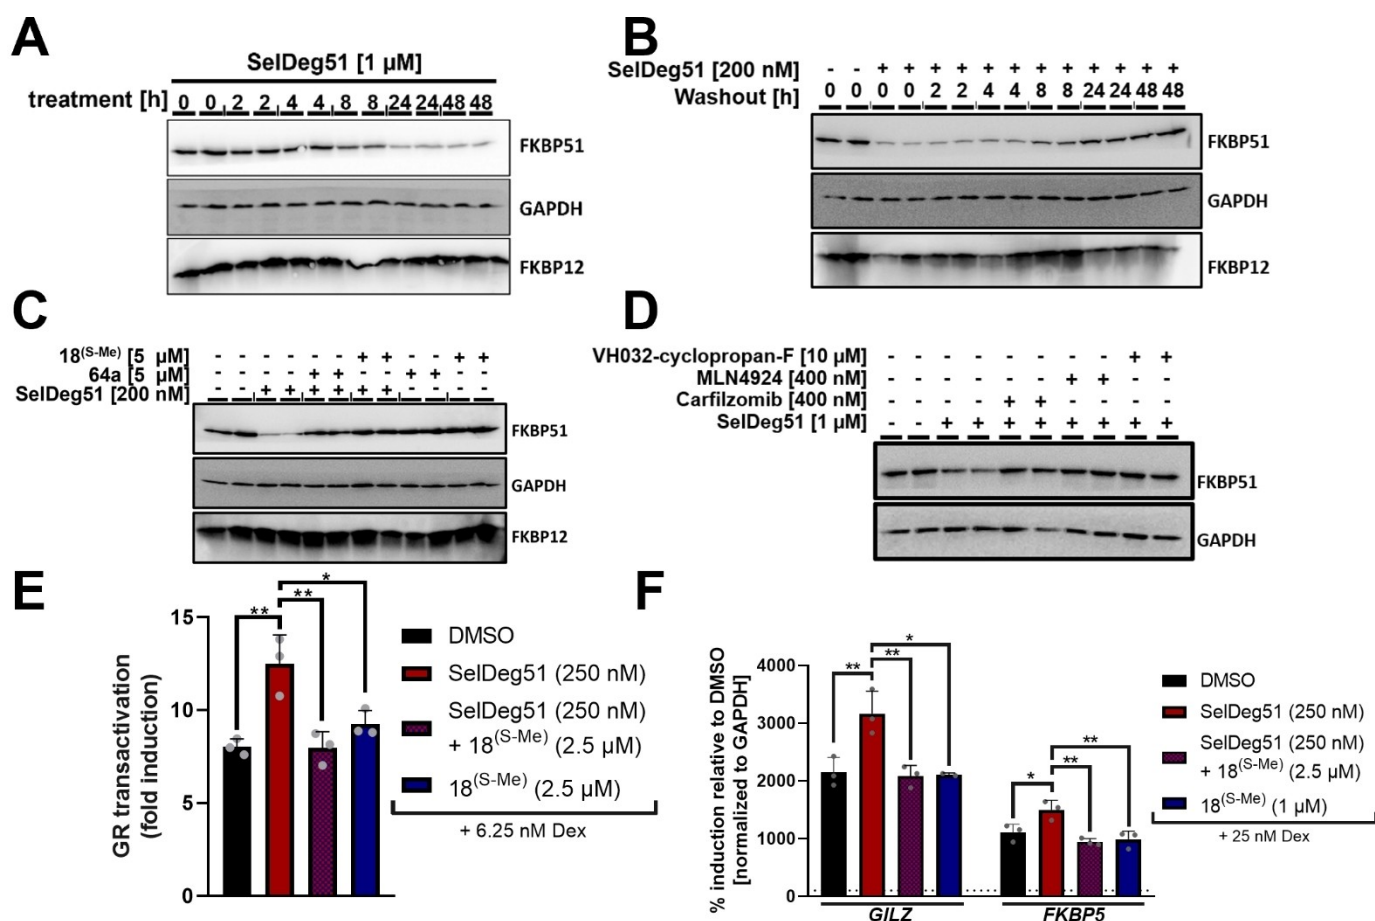 A
SelDeg51 [1 µM]
treatment [h] 0 0 2 2 4 4 8 8 24 24 48 48
FKBP51
GAPDH
FKBP12
B
SelDeg51 [200 nM] - - + + + + + + + + + + + +
Washout [h] 0 0 0 0 2 2 4 4 8 8 24 24 48 48
FKBP51
GAPDH
FKBP12
C
18(S-Me) [5 µM] - - - - - - + + - - + +
64a [5 µM] - - - - + + - - + + - -
SelDeg51 [200 nM] - - + + + + + + - - - -
FKBP51
GAPDH
FKBP12
D
VH032-cyclopropan-F [10 µM] - - - - - - - - + +
MLN4924 [400 nM] - - - - - - + + - -
Carfilzomib [400 nM] - - - - + + - - - -
SelDeg51 [1 µM] - - + + + + + + + +
FKBP51
GAPDH
E
GR transactivation
(fold induction)
15
10
5
0
*
** **
DMSO
SelDeg51 (250 nM)
SelDeg51 (250 nM)
+ 18(S-Me) (2.5 µM)
18(S-Me) (2.5 µM)
+ 6.25 nM Dex
F
% induction relative to DMSO
[normalized to GAPDH]
4000
3000
2000
1000
0
*
** **
**
* **
GILZ FKBP5
DMSO
SelDeg51 (250 nM)
SelDeg51 (250 nM)
+ 18(S-Me) (2.5 µM)
18(S-Me) (1 µM)
+ 25 nM Dex